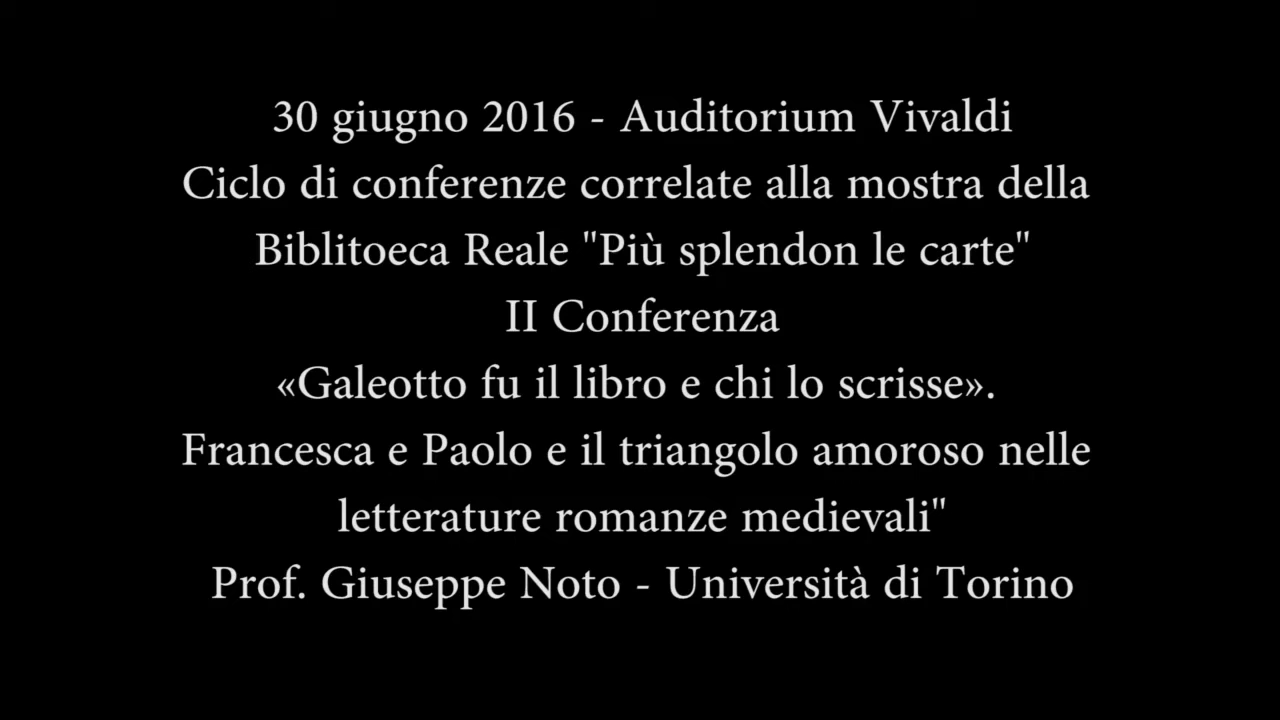 30 giugno 2016 - Auditorium Vivaldi
Ciclo di conferenze correlate alla mostra della
Biblitoeca Reale "Più splendon le carte"
II Conferenza
«Galeotto fu il libro e chi lo scrisse».
Francesca e Paolo e il triangolo amoroso nelle
letterature romanze medievali"
Prof. Giuseppe Noto - Università di Torino